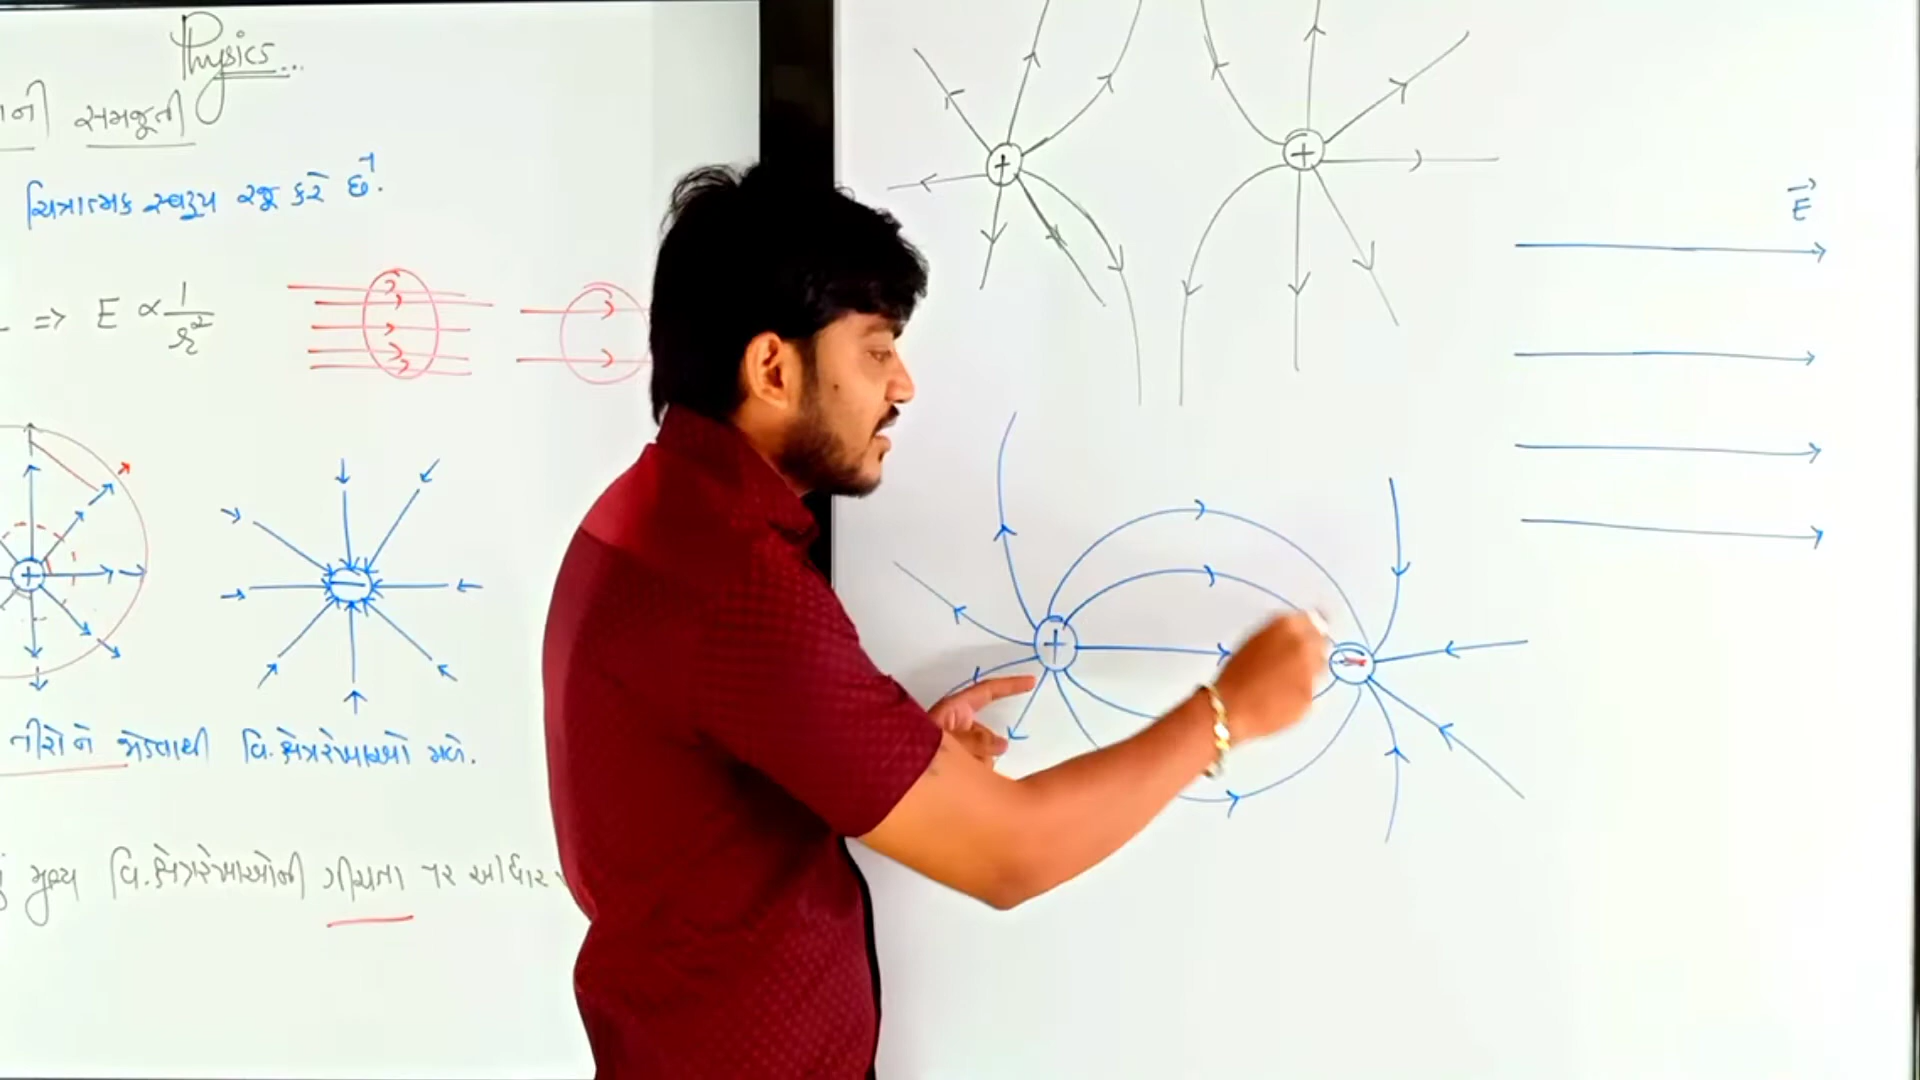 Physics...
ની સમજૂતી
ચિત્રાત્મક સ્વરૂપ રજૂ કરે છે.
=> E ∝ 1/r²
+
−
તીરોને જોડવાથી વિ.ક્ષેત્રરેખાઓ મળે.
મૂલ્ય વિ.ક્ષેત્રરેખાઓની ગીચતા પર આધાર
+
+
E⃗
+
−